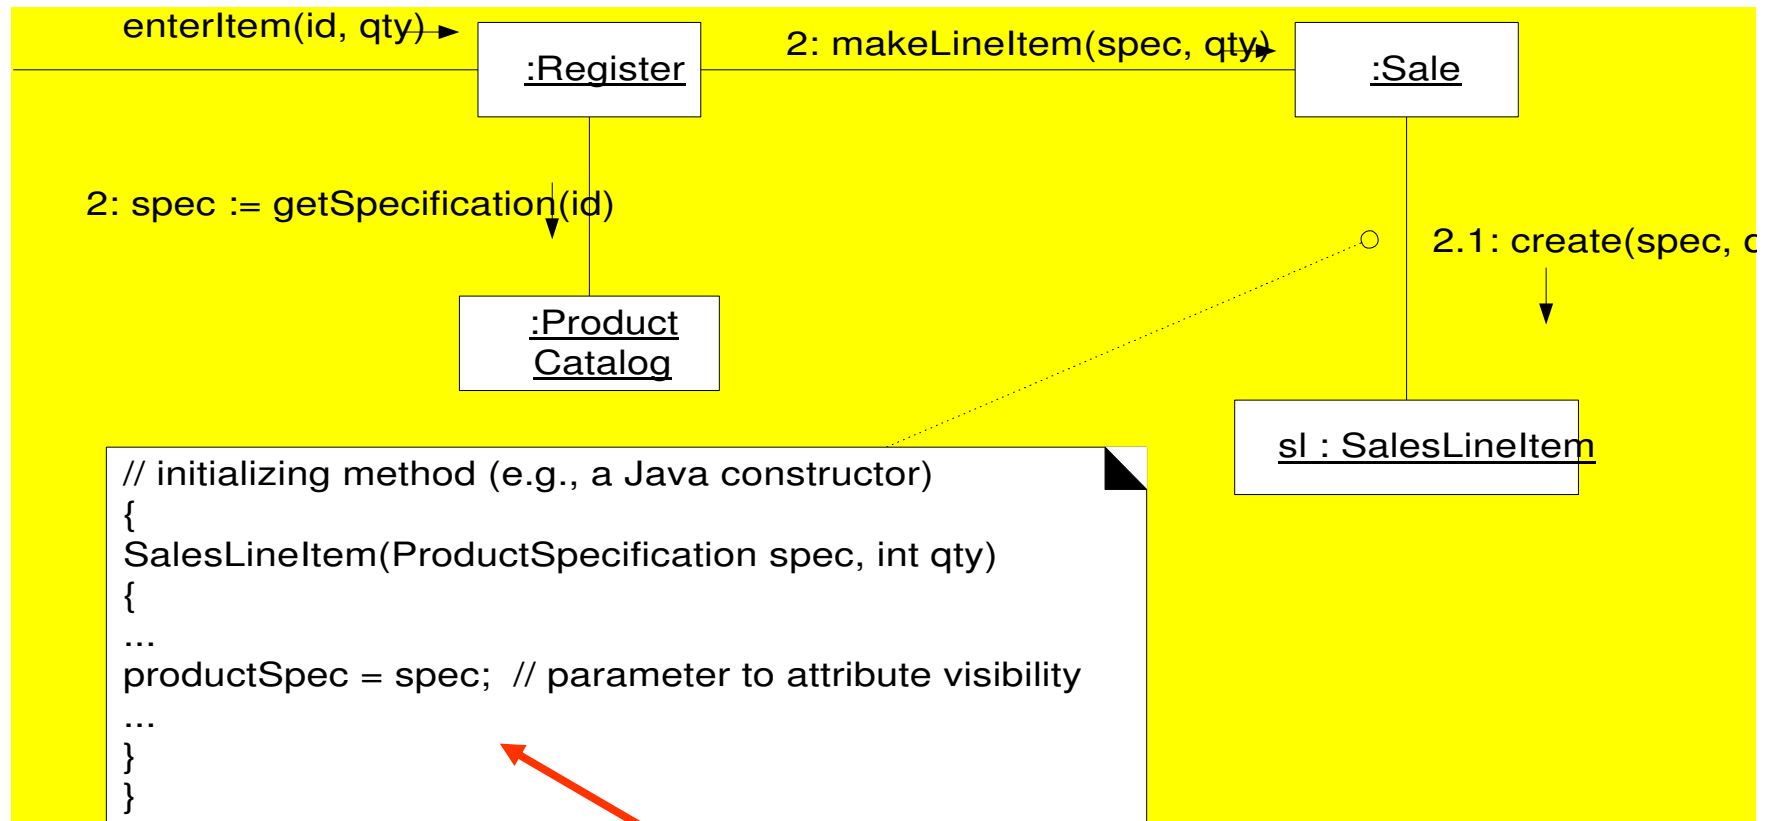 enterItem(id, qty)
2: makeLineItem(spec, qty)
:Register
:Sale
2: spec := getSpecification(id)
2.1: create(spec,
:Product
Catalog
sl : SalesLineItem
// initializing method (e.g., a Java constructor)
{
SalesLineItem(ProductSpecification spec, int qty)
{
...
productSpec = spec;  // parameter to attribute visibility
...
}
}